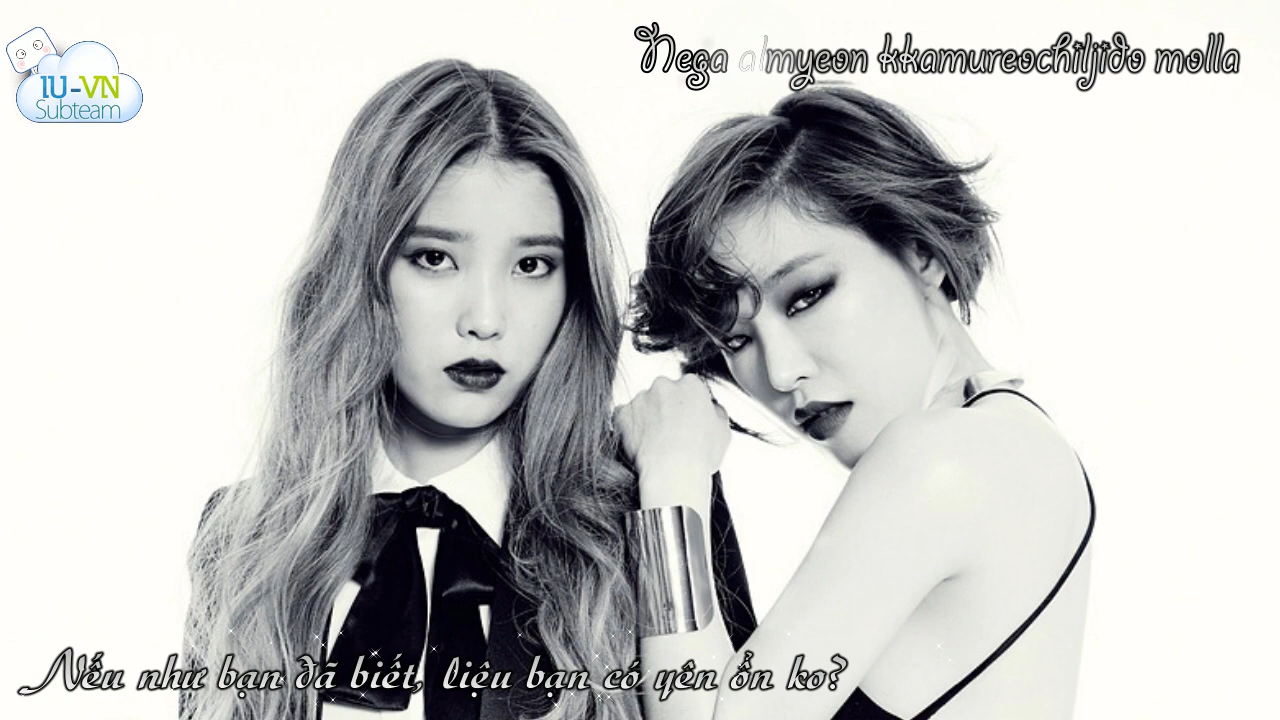 Nega almyeon kkamureochiljido molla
IU-VN
Subteam
Nếu như bạn đã biết, liệu bạn có yên ổn ko?